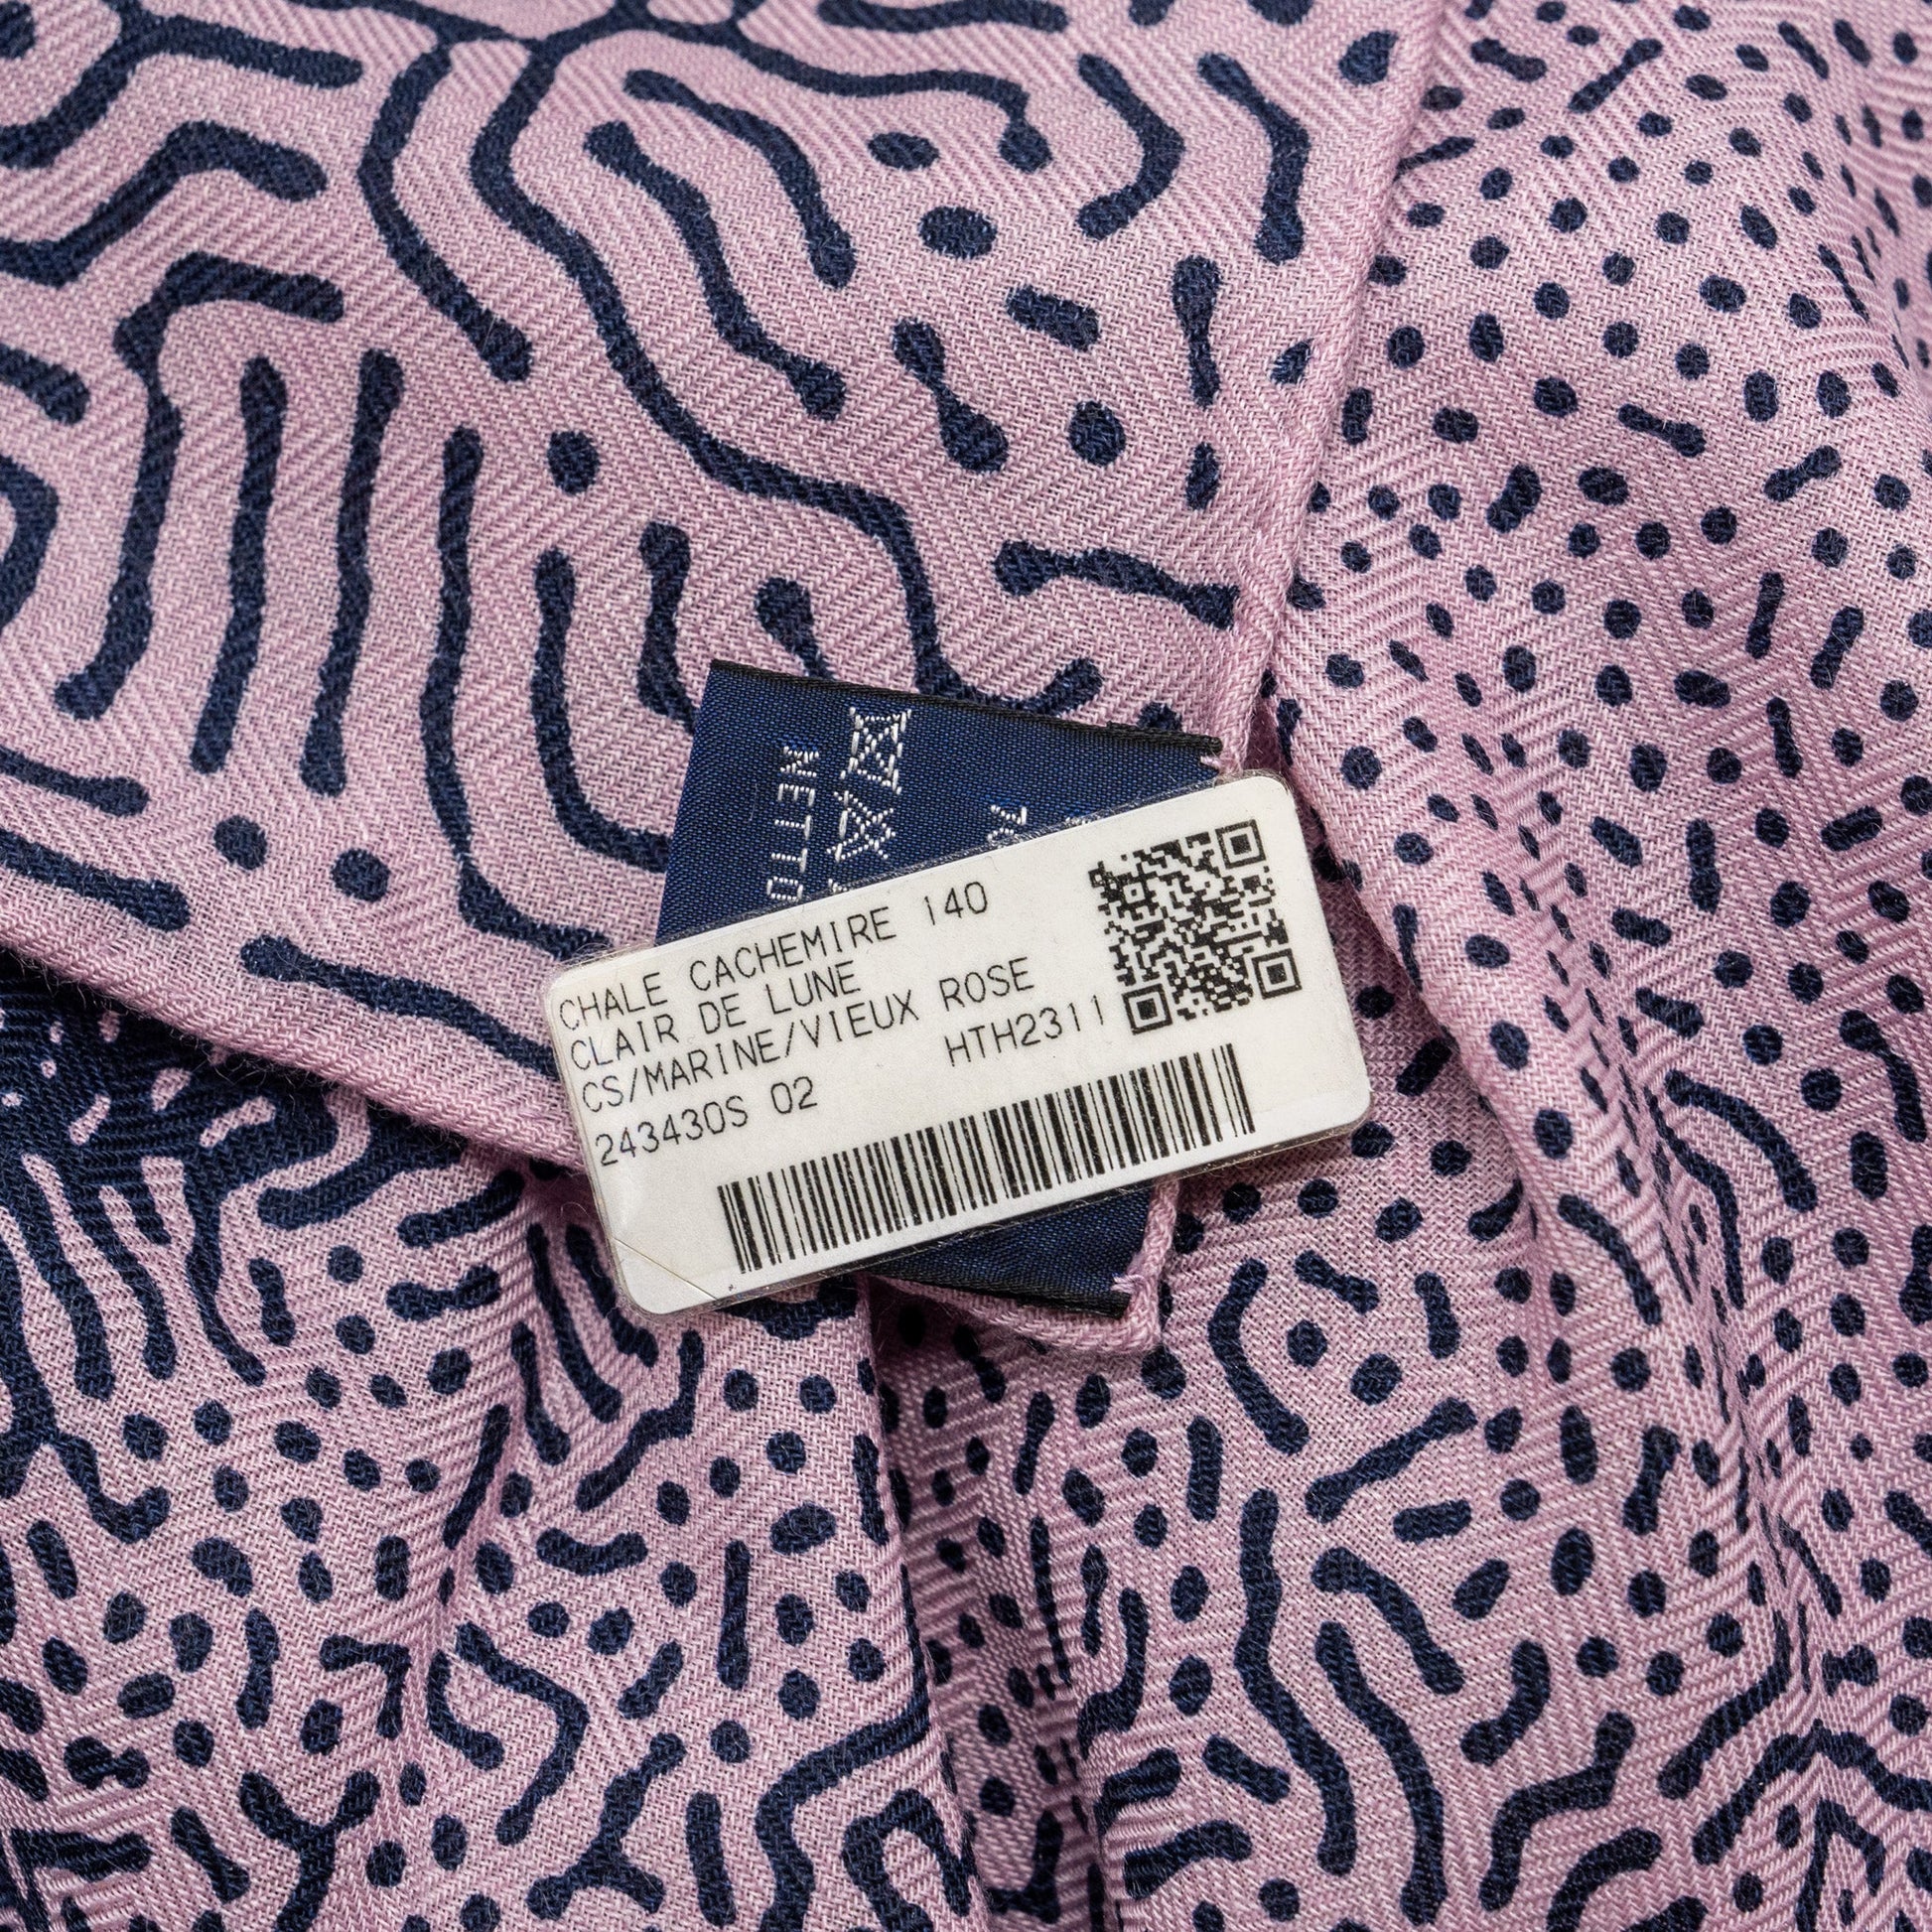 NETTO
CHALE CACHEMIRE 140
CLAIR DE LUNE
CS/MARINE/VIEUX ROSE
243430S 02 HTH2311